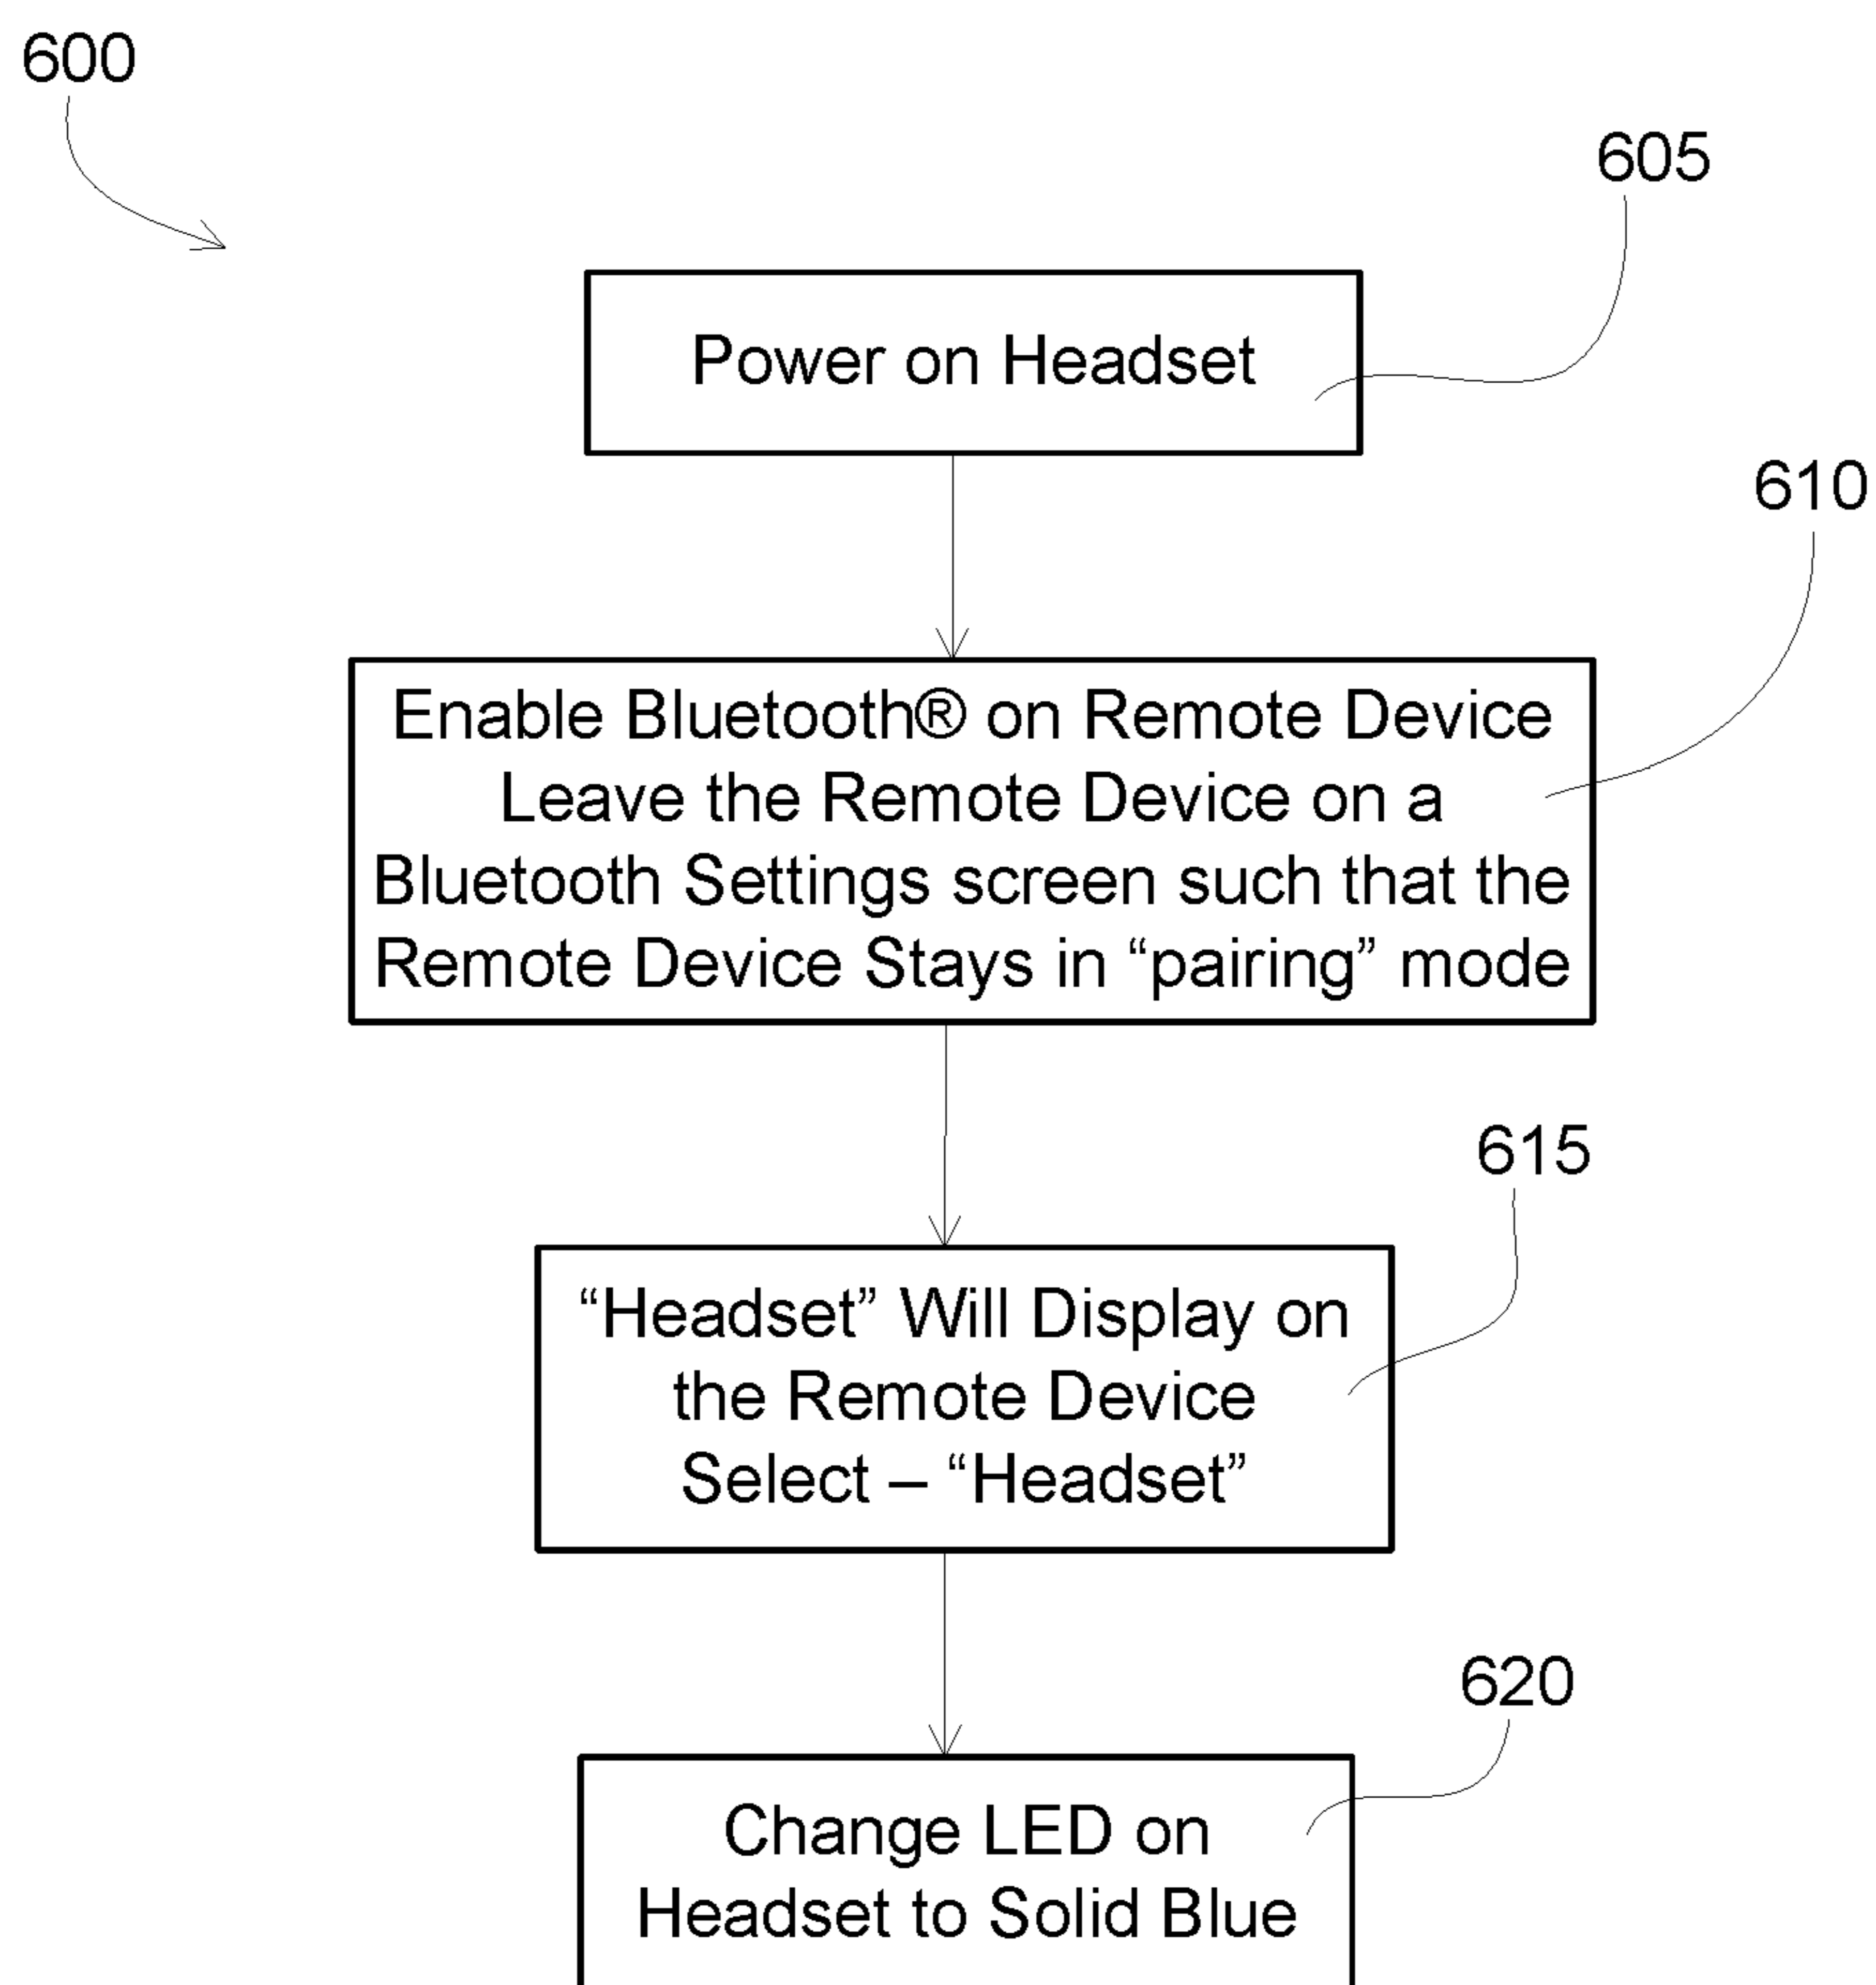 600
605
Power on Headset
610
Enable Bluetooth® on Remote Device
Leave the Remote Device on a
Bluetooth Settings screen such that the
Remote Device Stays in “pairing” mode
615
“Headset” Will Display on
the Remote Device
Select – “Headset”
620
Change LED on
Headset to Solid Blue